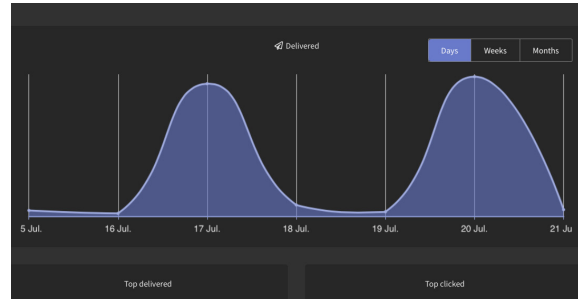 Delivered
Days Weeks Months
5 Jul. 16 Jul. 17 Jul. 18 Jul. 19 Jul. 20 Jul. 21 Ju
Top delivered Top clicked